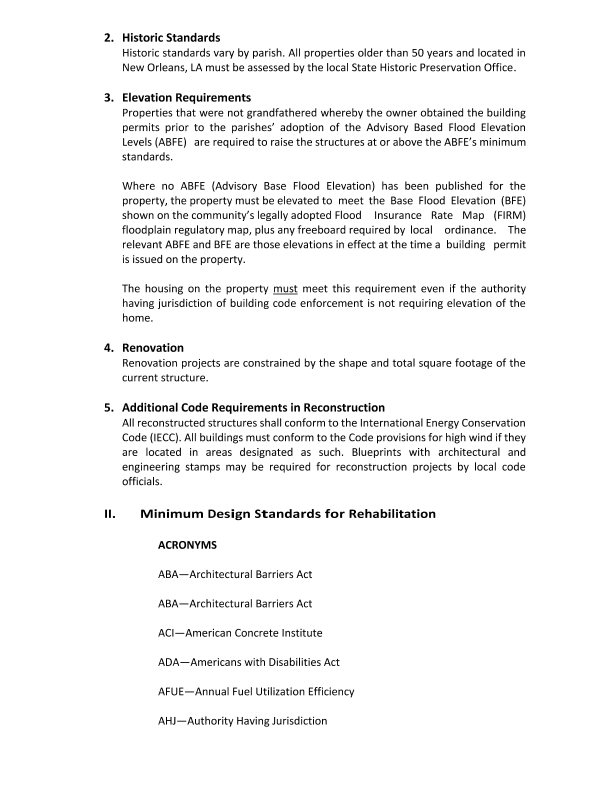 2. Historic Standards
Historic standards vary by parish. All properties older than 50 years and located in
New Orleans, LA must be assessed by the local State Historic Preservation Office.
3. Elevation Requirements
Properties that were not grandfathered whereby the owner obtained the building
permits prior to the parishes’ adoption of the Advisory Based Flood Elevation
Levels (ABFE) are required to raise the structures at or above the ABFE’s minimum
standards.
Where no ABFE (Advisory Base Flood Elevation) has been published for the
property, the property must be elevated to meet the Base Flood Elevation (BFE)
shown on the community’s legally adopted Flood Insurance Rate Map (FIRM)
floodplain regulatory map, plus any freeboard required by local ordinance. The
relevant ABFE and BFE are those elevations in effect at the time a building permit
is issued on the property.
The housing on the property must meet this requirement even if the authority
having jurisdiction of building code enforcement is not requiring elevation of the
home.
4. Renovation
Renovation projects are constrained by the shape and total square footage of the
current structure.
5. Additional Code Requirements in Reconstruction
All reconstructed structures shall conform to the International Energy Conservation
Code (IECC). All buildings must conform to the Code provisions for high wind if they
are located in areas designated as such. Blueprints with architectural and
engineering stamps may be required for reconstruction projects by local code
officials.
II. Minimum Design Standards for Rehabilitation
ACRONYMS
ABA—Architectural Barriers Act
ABA—Architectural Barriers Act
ACI—American Concrete Institute
ADA—Americans with Disabilities Act
AFUE—Annual Fuel Utilization Efficiency
AHJ—Authority Having Jurisdiction